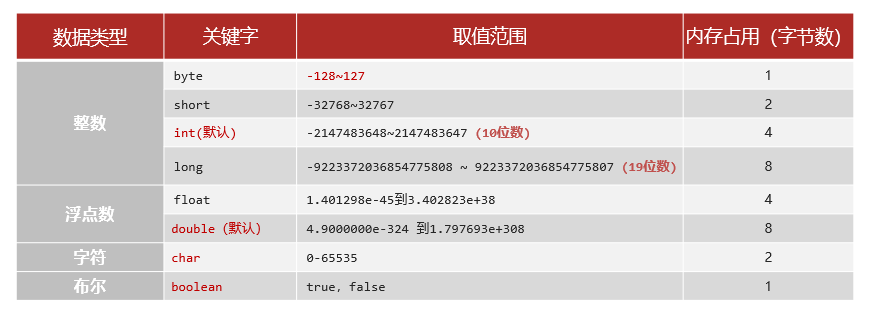 数据类型 关键字 取值范围 内存占用（字节数）
整数 byte -128~127 1
short -32768~32767 2
int(默认) -2147483648~2147483647 (10位数) 4
long -9223372036854775808 ~ 9223372036854775807 (19位数) 8
浮点数 float 1.401298e-45到3.402823e+38 4
double (默认) 4.9000000e-324 到1.797693e+308 8
字符 char 0-65535 2
布尔 boolean true, false 1